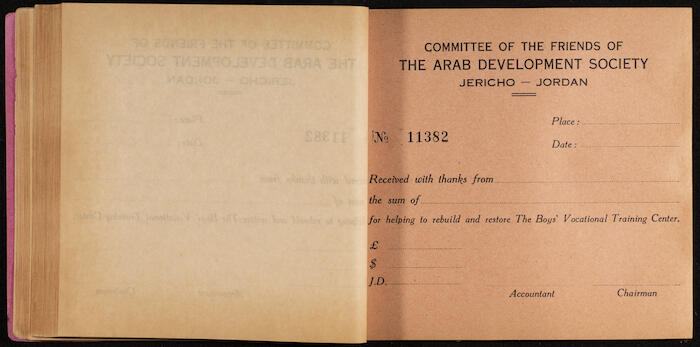 COMMITTEE OF THE FRIENDS OF
THE ARAB DEVELOPMENT SOCIETY
JERICHO — JORDAN
Place :
№ 11382
Date :
Received with thanks from
the sum of
for helping to rebuild and restore The Boys' Vocational Training Center.
£
$
J.D.
Accountant Chairman